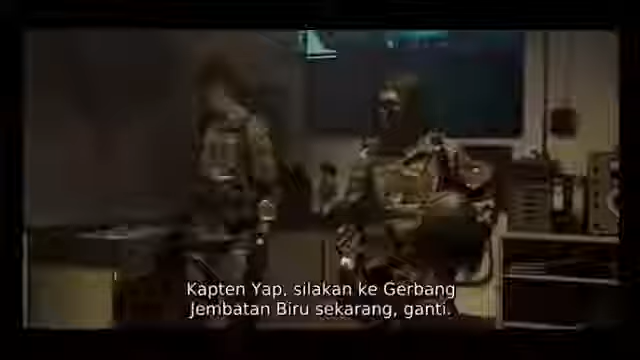 Kapten Yap, silakan ke Gerbang
Jembatan Biru sekarang, ganti.